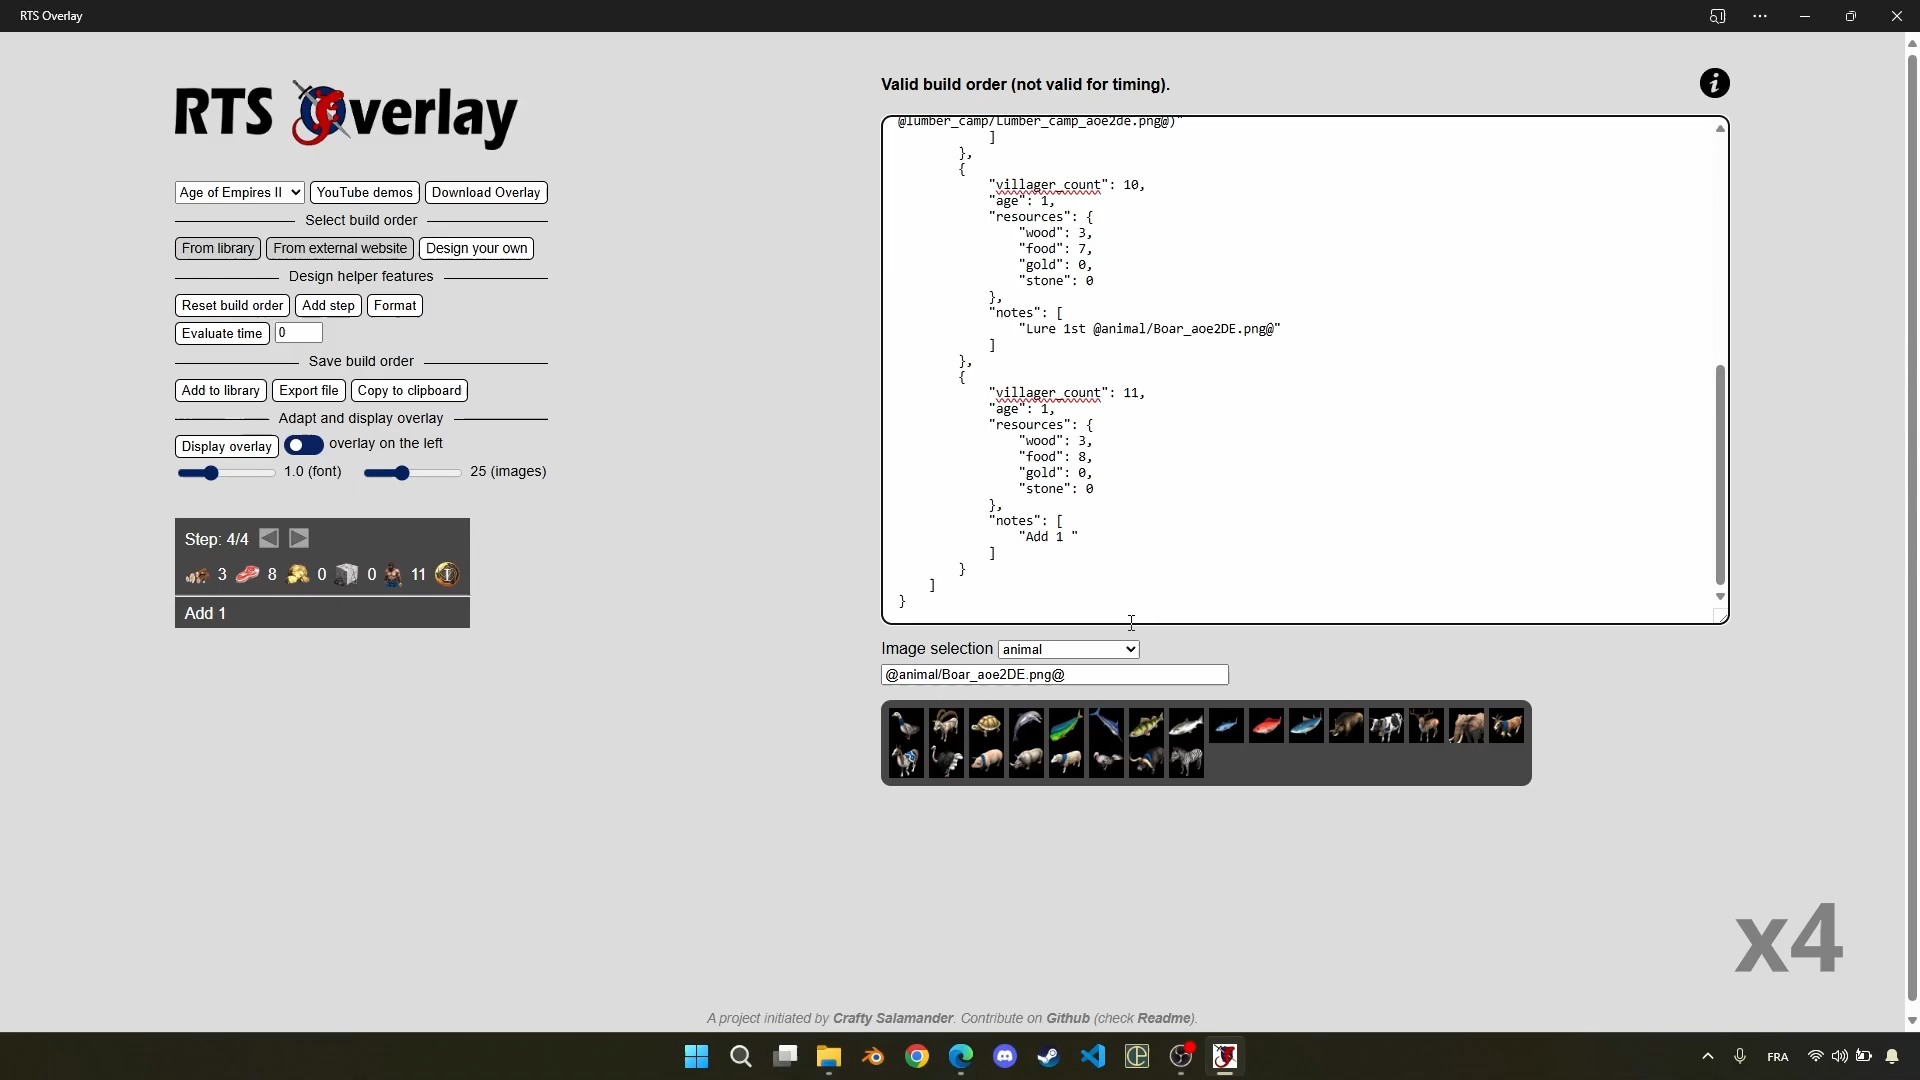 RTS Overlay
RTS Overlay
Age of Empires II
YouTube demos
Download Overlay
Select build order
From library
From external website
Design your own
Design helper features
Reset build order
Add step
Format
Evaluate time
0
Save build order
Add to library
Export file
Copy to clipboard
Adapt and display overlay
Display overlay
overlay on the left
1.0 (font)
25 (images)
Step: 4/4
3 8 0 0 11 I
Add 1
Valid build order (not valid for timing).
i
@lumber_camp/Lumber_camp_aoe2de.png@)"
]
},
{
"villager_count": 10,
"age": 1,
"resources": {
"wood": 3,
"food": 7,
"gold": 0,
"stone": 0
},
"notes": [
"Lure 1st @animal/Boar_aoe2DE.png@"
]
},
{
"villager_count": 11,
"age": 1,
"resources": {
"wood": 3,
"food": 8,
"gold": 0,
"stone": 0
},
"notes": [
"Add 1 "
]
}
]
}
Image selection
animal
@animal/Boar_aoe2DE.png@
x4
A project initiated by Crafty Salamander. Contribute on Github (check Readme).
FRA